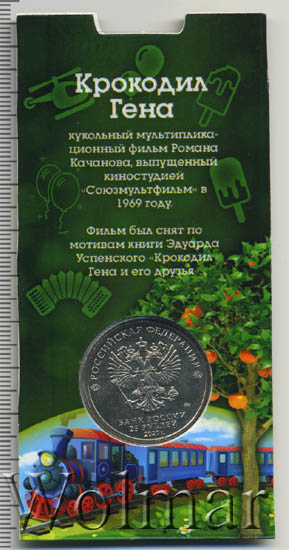 Крокодил
Гена
кукольный мультиплика-
ционный фильм Романа
Качанова, выпущенный
киностудией
«Союзмультфильм» в
1969 году.
Фильм был снят по
мотивам книги Эдуарда
Успенского «Крокодил
Гена и его друзья»
РОССИЙСКАЯ ФЕДЕРАЦИЯ
БАНК РОССИИ
25 РУБЛЕЙ
2020
Wolmar